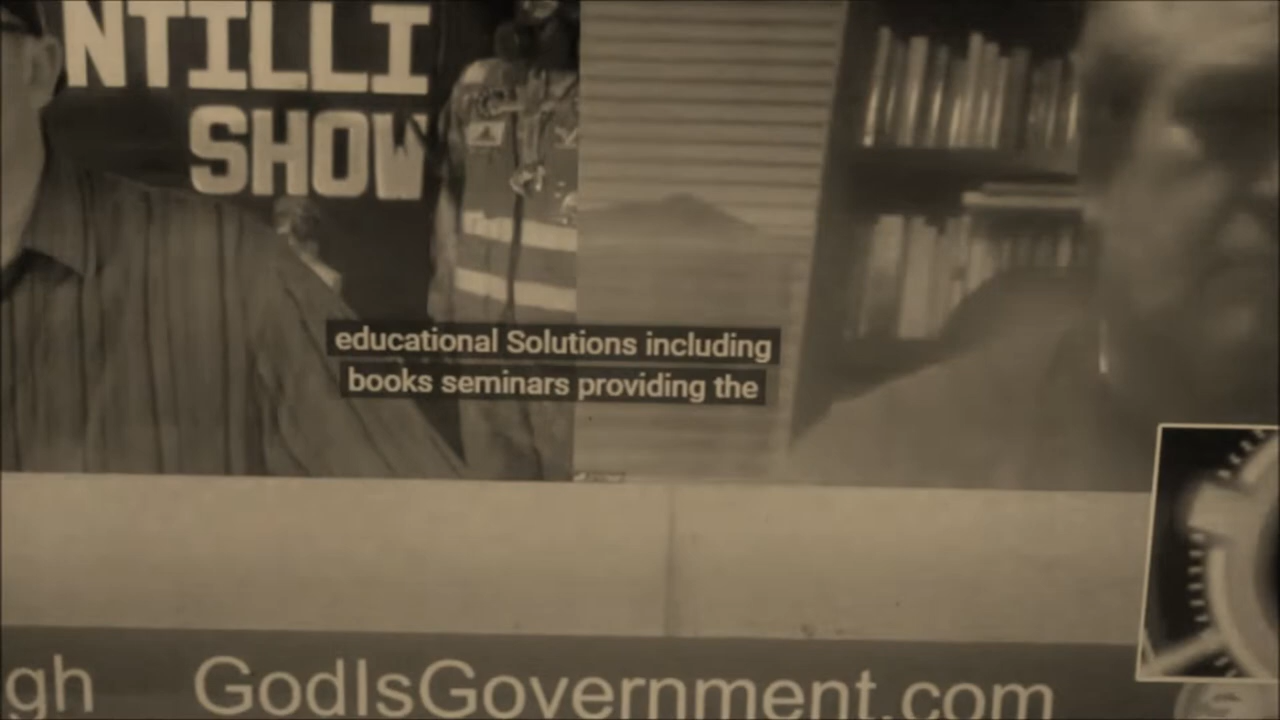 NTILLI
SHOW
educational Solutions including
books seminars providing the
gh GodIsGovernment.com